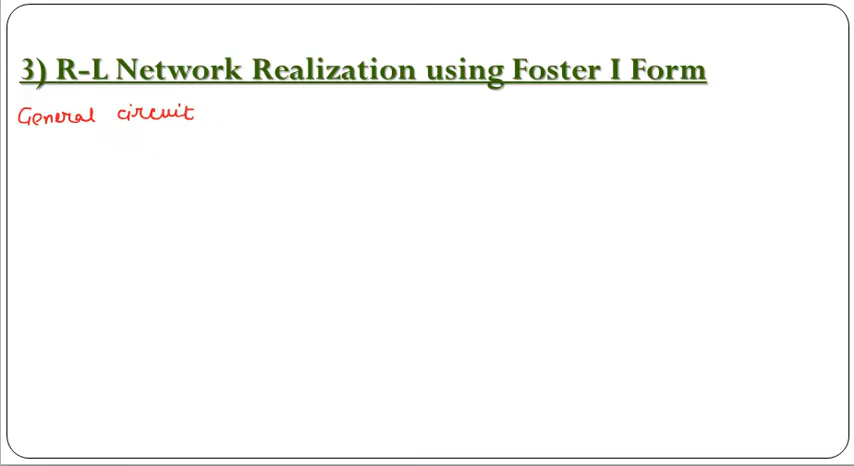 3) R-L Network Realization using Foster I Form
General circuit